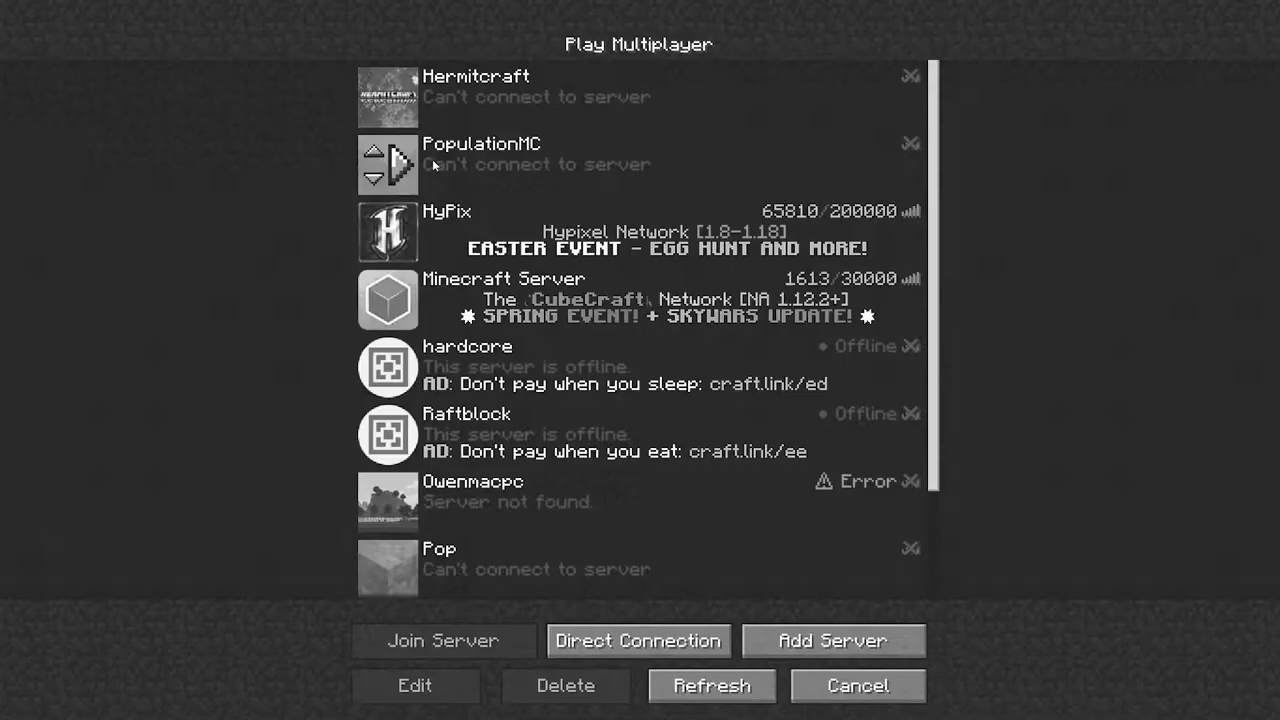 Play Multiplayer
Hermitcraft
Can't connect to server
PopulationMC
Can't connect to server
HyPix 65810/200000
Hypixel Network [1.8-1.18]
EASTER EVENT - EGG HUNT AND MORE!
Minecraft Server 1613/30000
The CubeCraft Network [NA 1.12.2+]
SPRING EVENT! + SKYWARS UPDATE!
hardcore • Offline
This server is offline.
AD: Don't pay when you sleep: craft.link/ed
Raftblock • Offline
This server is offline.
AD: Don't pay when you eat: craft.link/ee
Owenmacpc ⚠ Error
Server not found.
Pop
Can't connect to server
Join Server Direct Connection Add Server
Edit Delete Refresh Cancel